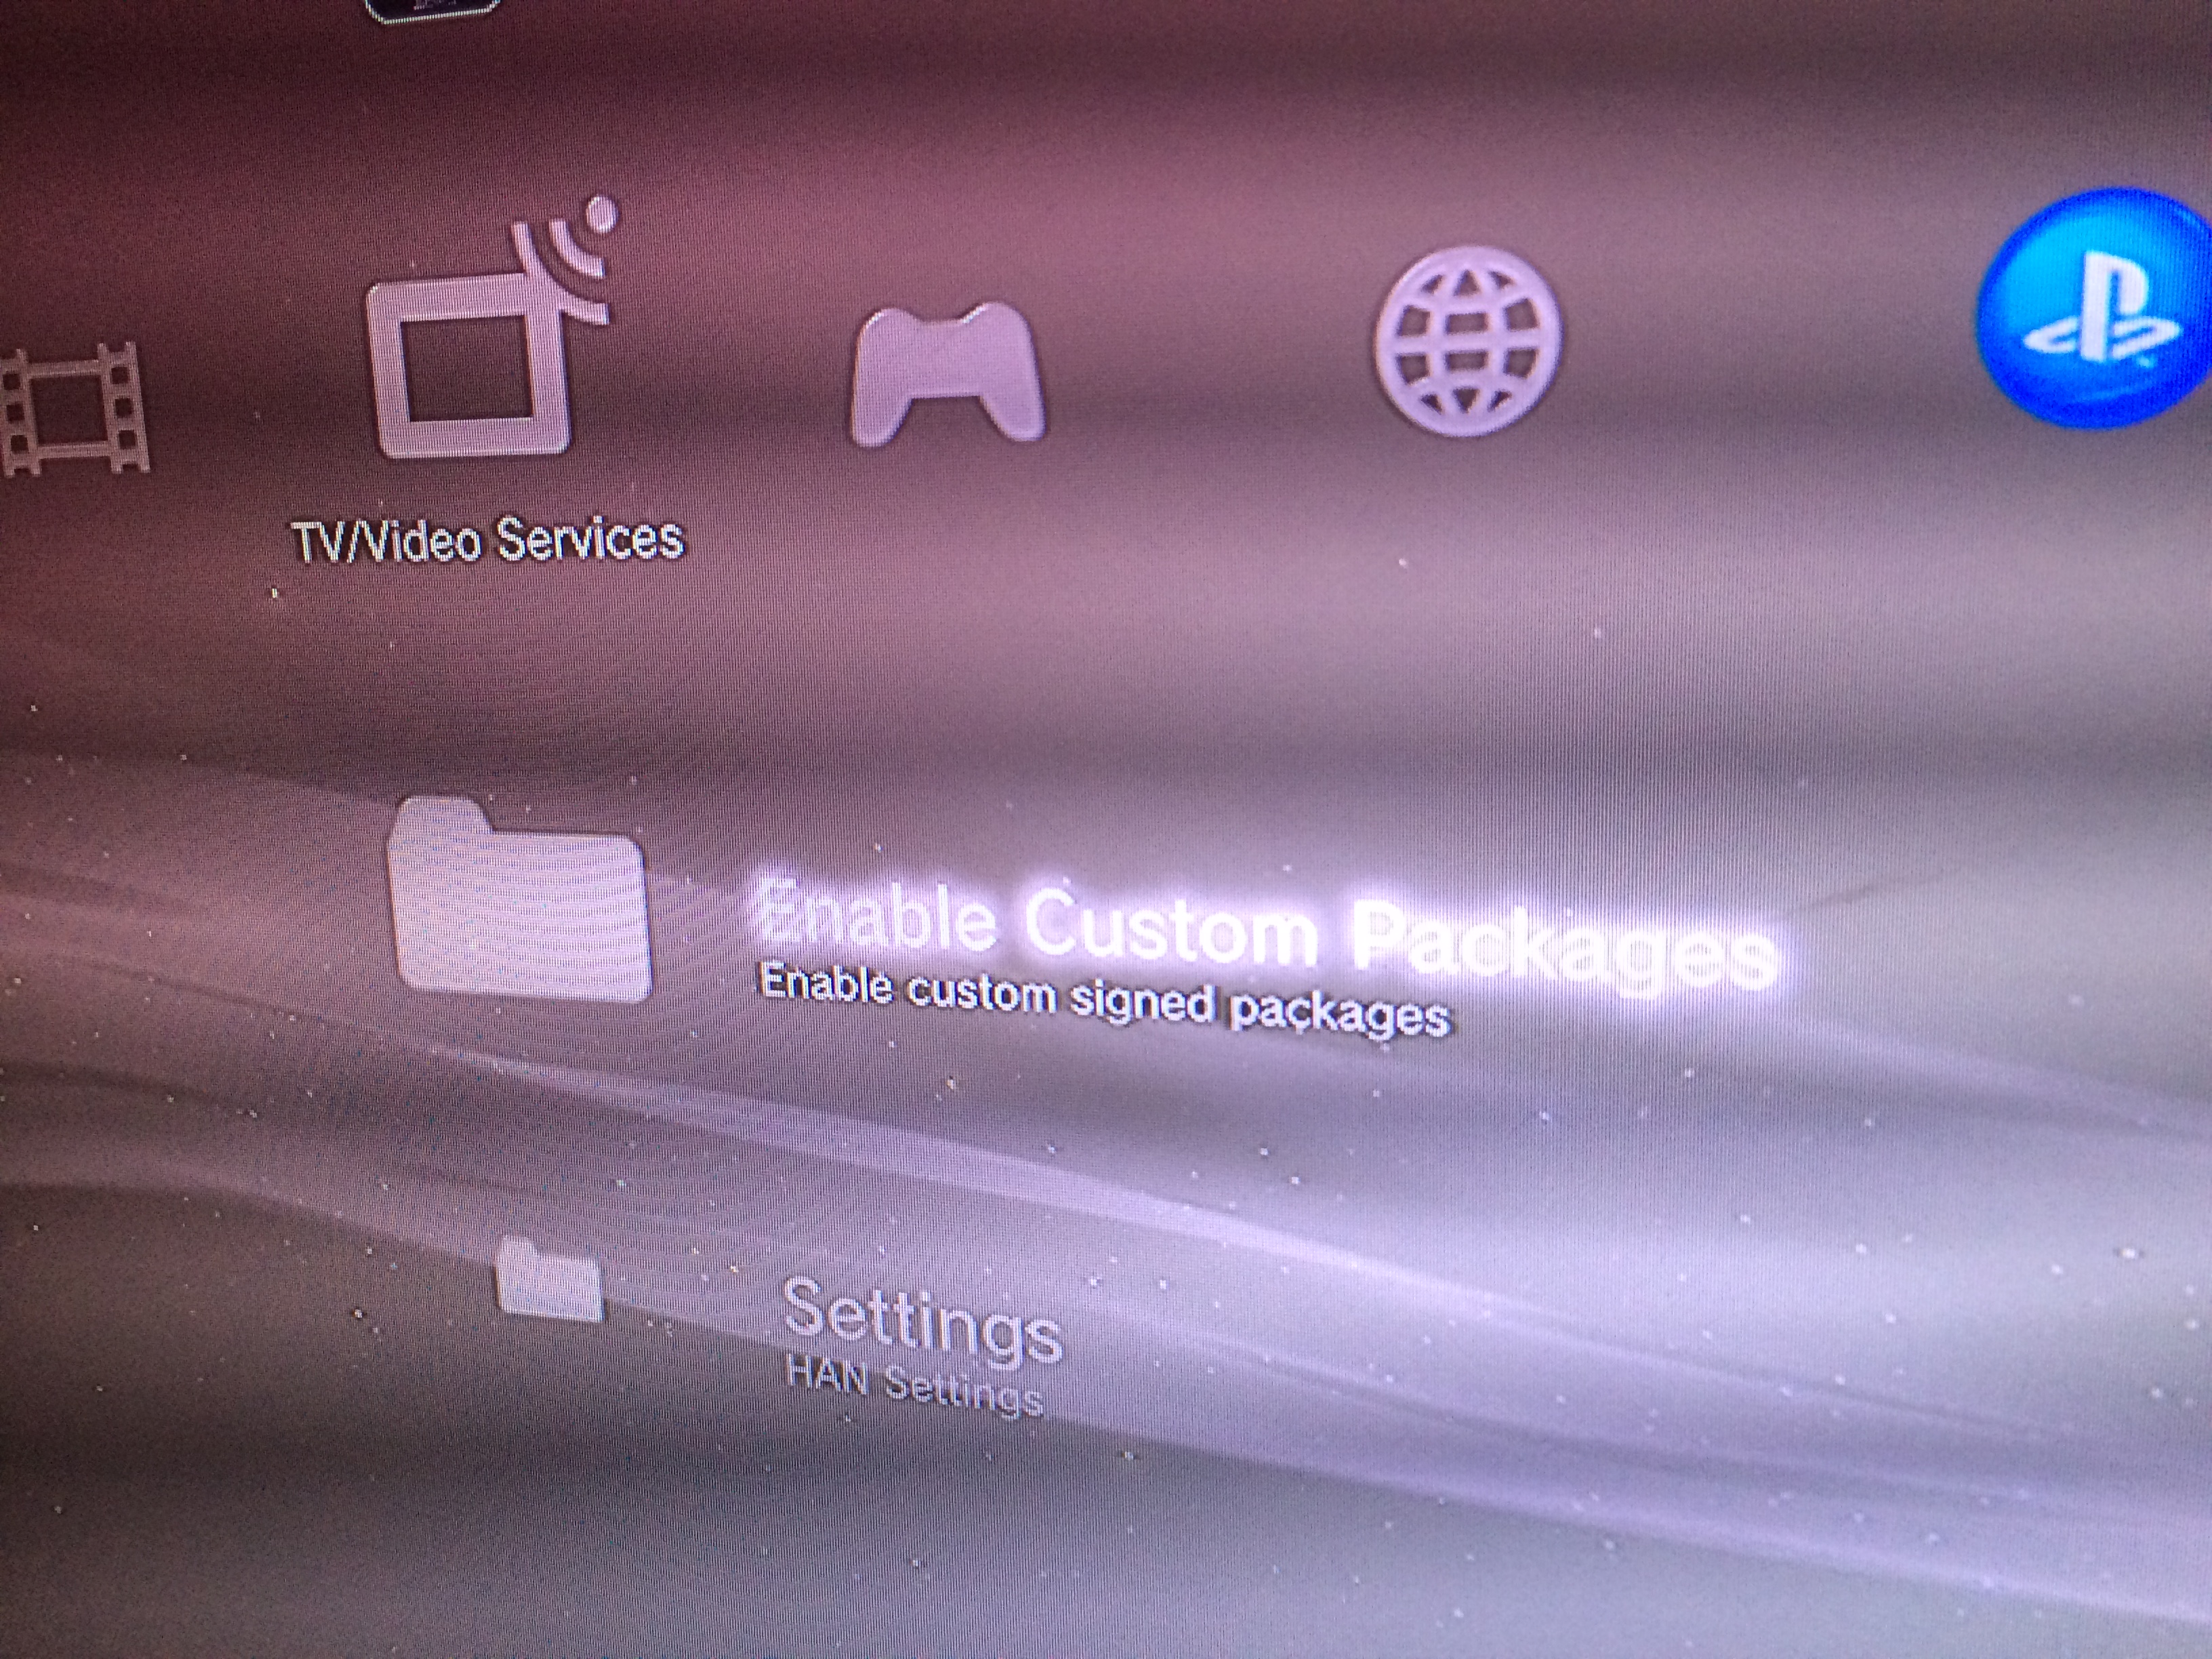 TV/Video Services
Enable Custom Packages
Enable custom signed packages
Settings
HAN Settings